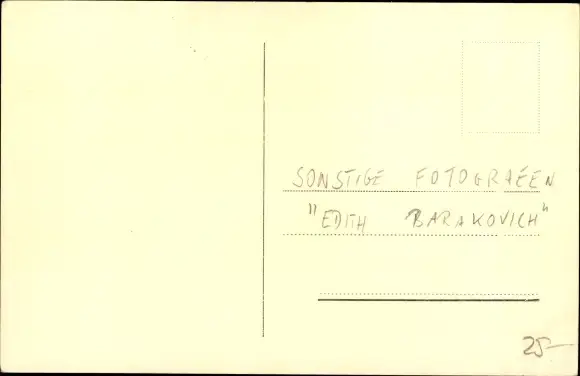 SONSTIGE FOTOGRAFEN
"EDITH BARAKOVICH"
25-